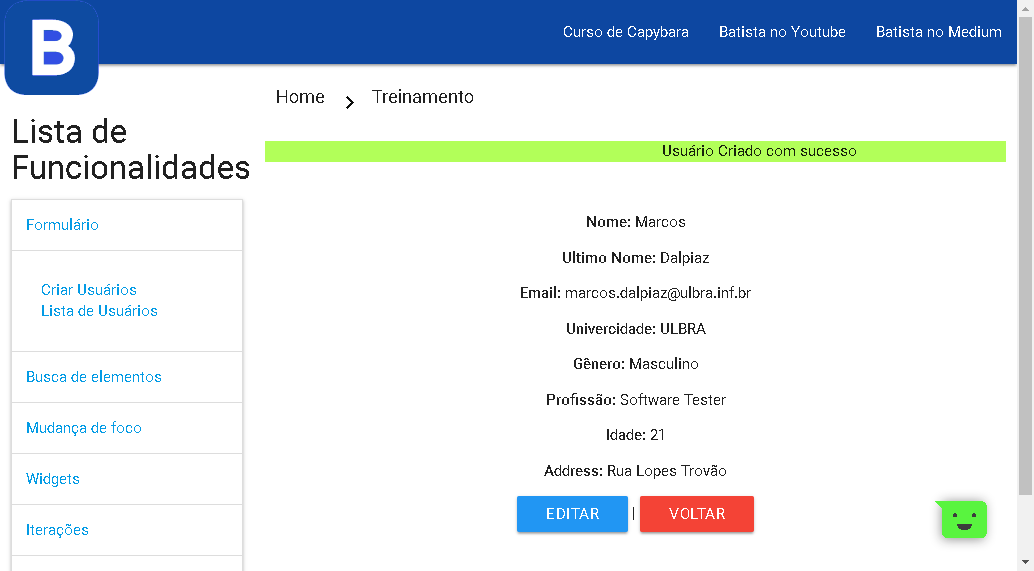 B
Curso de Capybara
Batista no Youtube
Batista no Medium
Home
Treinamento
Lista de
Funcionalidades
Usuário Criado com sucesso
Formulário
Criar Usuários
Lista de Usuários
Busca de elementos
Mudança de foco
Widgets
Iterações
Nome: Marcos
Ultimo Nome: Dalpiaz
Email: marcos.dalpiaz@ulbra.inf.br
Univercidade: ULBRA
Gênero: Masculino
Profissão: Software Tester
Idade: 21
Address: Rua Lopes Trovão
EDITAR | VOLTAR